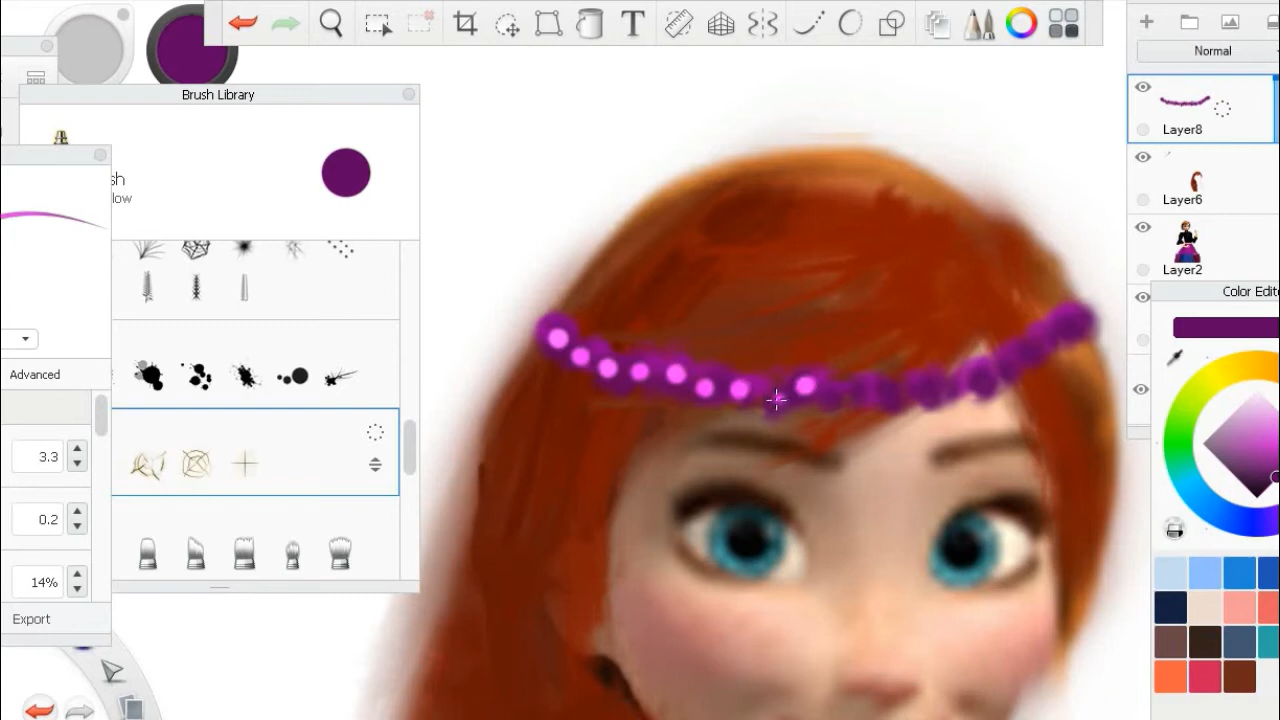 Brush Library
sh
low
Advanced
3.3
0.2
14%
Export
Normal
Layer8
Layer6
Layer2
Color Edit